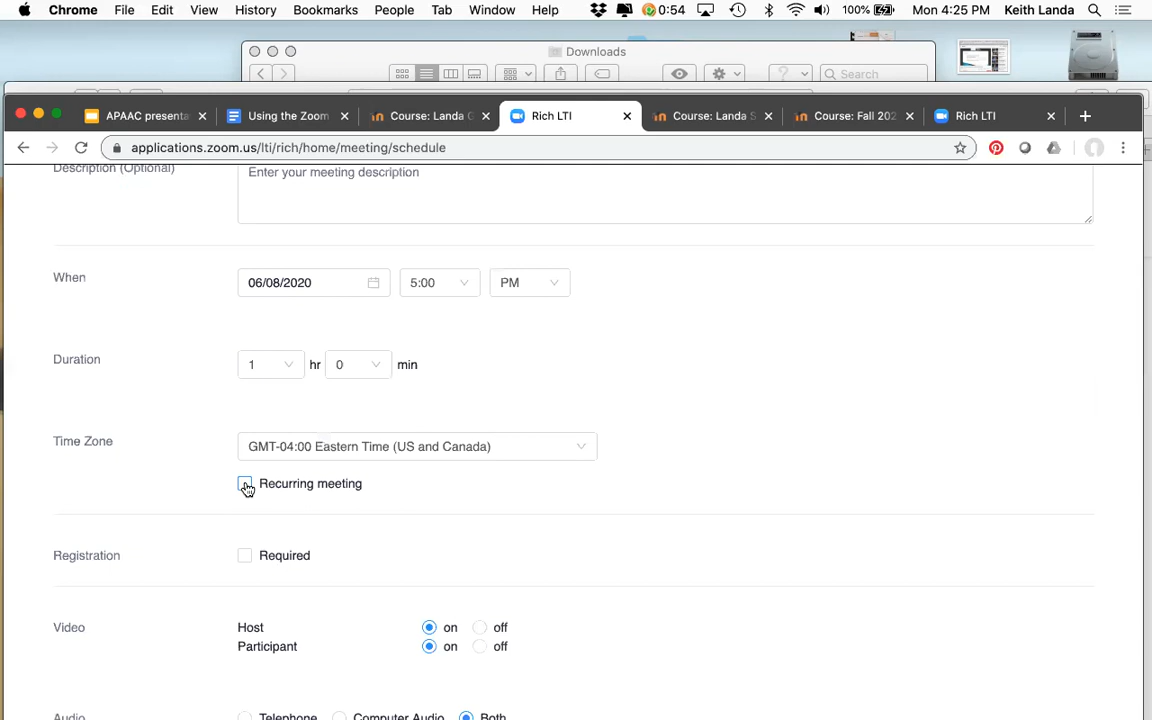 Chrome File Edit View History Bookmarks People Tab Window Help 0:54 100% Mon 4:25 PM Keith Landa
Downloads
Search
APAAC presenta Using the Zoom Course: Landa Rich LTI Course: Landa S Course: Fall 202 Rich LTI
applications.zoom.us/lti/rich/home/meeting/schedule
Description (Optional) Enter your meeting description
When 06/08/2020 5:00 PM
Duration 1 hr 0 min
Time Zone GMT-04:00 Eastern Time (US and Canada)
Recurring meeting
Registration Required
Video Host on off
Participant on off
Audio Telephone Computer Audio Both